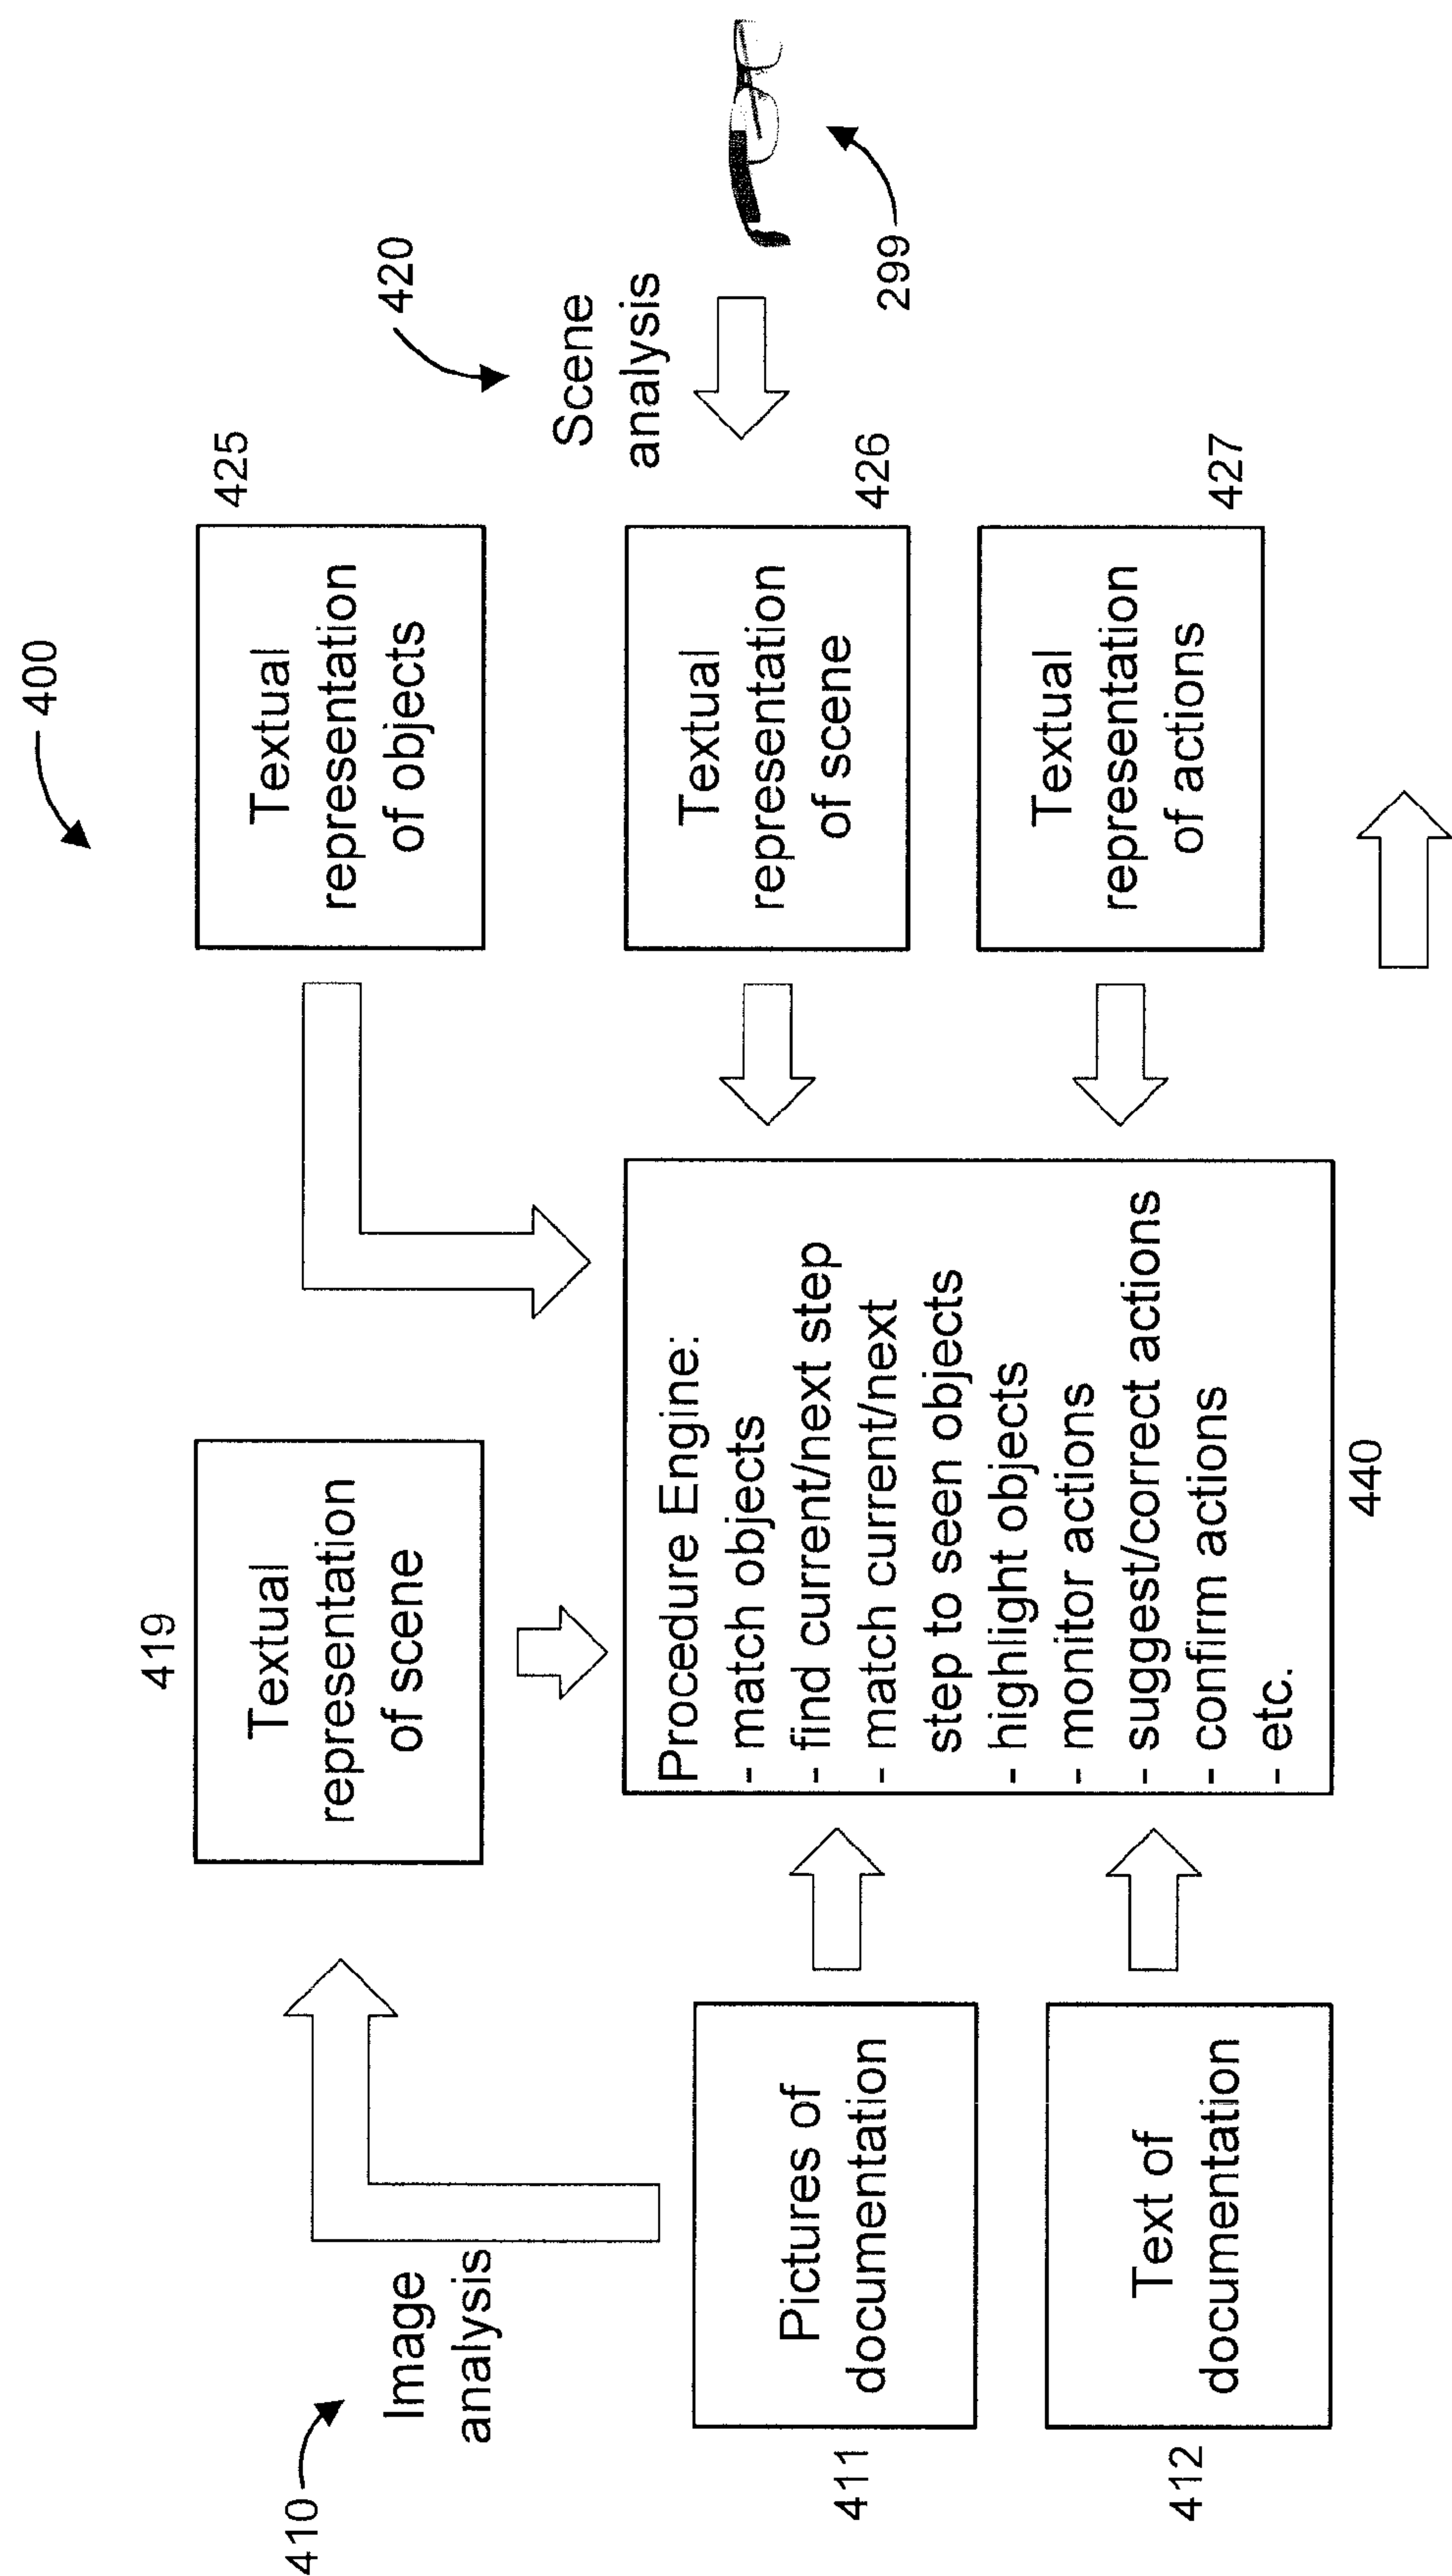 400
410
Image
analysis
419
Textual
representation
of scene
425
Textual
representation
of objects
420
Scene
analysis
299
411
Pictures of
documentation
412
Text of
documentation
Procedure Engine:
- match objects
- find current/next step
- match current/next
step to seen objects
- highlight objects
- monitor actions
- suggest/correct actions
- confirm actions
- etc.
440
426
Textual
representation
of scene
427
Textual
representation
of actions